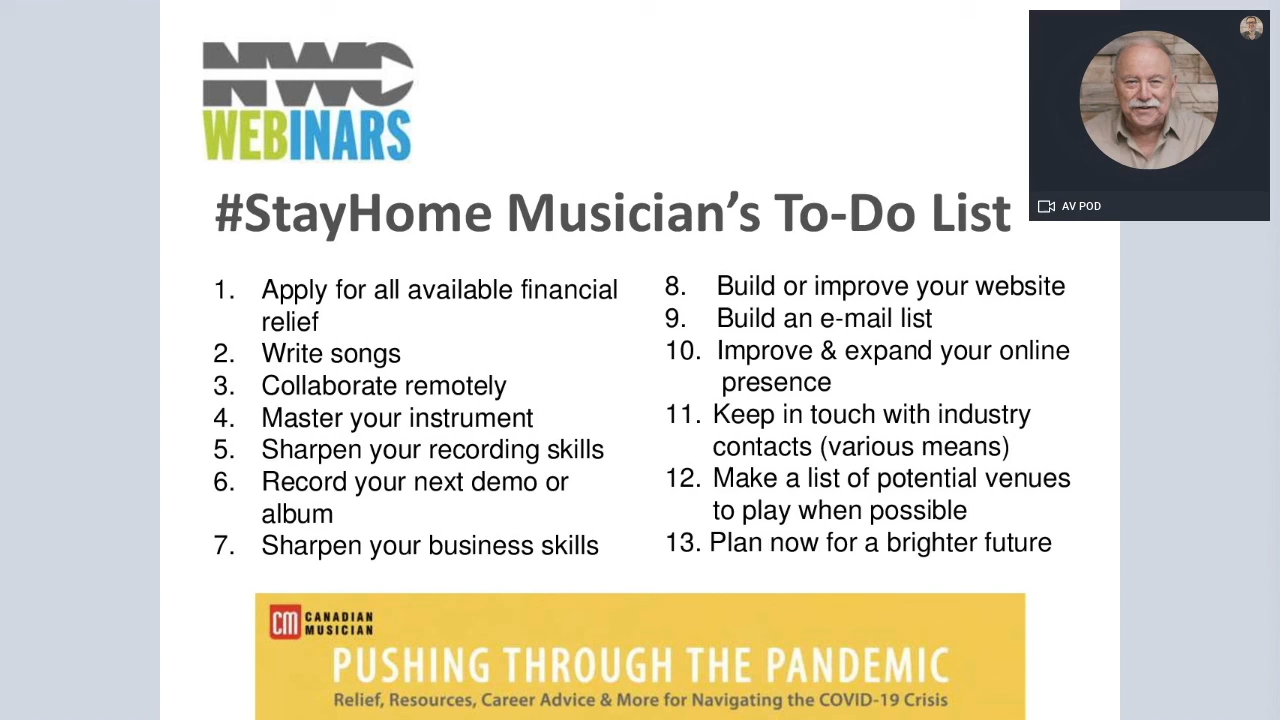 NWC
WEBINARS
AV POD
#StayHome Musician’s To-Do List
1. Apply for all available financial
relief
2. Write songs
3. Collaborate remotely
4. Master your instrument
5. Sharpen your recording skills
6. Record your next demo or
album
7. Sharpen your business skills
8. Build or improve your website
9. Build an e-mail list
10. Improve & expand your online
presence
11. Keep in touch with industry
contacts (various means)
12. Make a list of potential venues
to play when possible
13. Plan now for a brighter future
CM CANADIAN
MUSICIAN
PUSHING THROUGH THE PANDEMIC
Relief, Resources, Career Advice & More for Navigating the COVID-19 Crisis